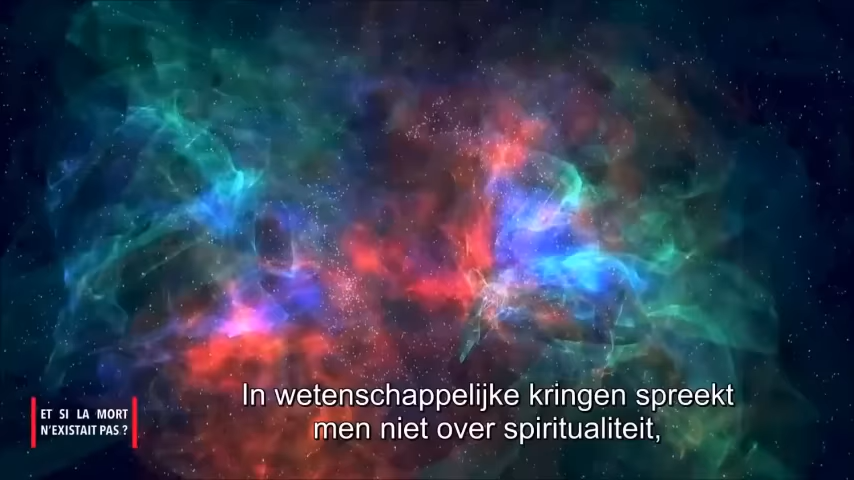 In wetenschappelijke kringen spreekt
men niet over spiritualiteit,
ET SI LA MORT
N'EXISTAIT PAS ?